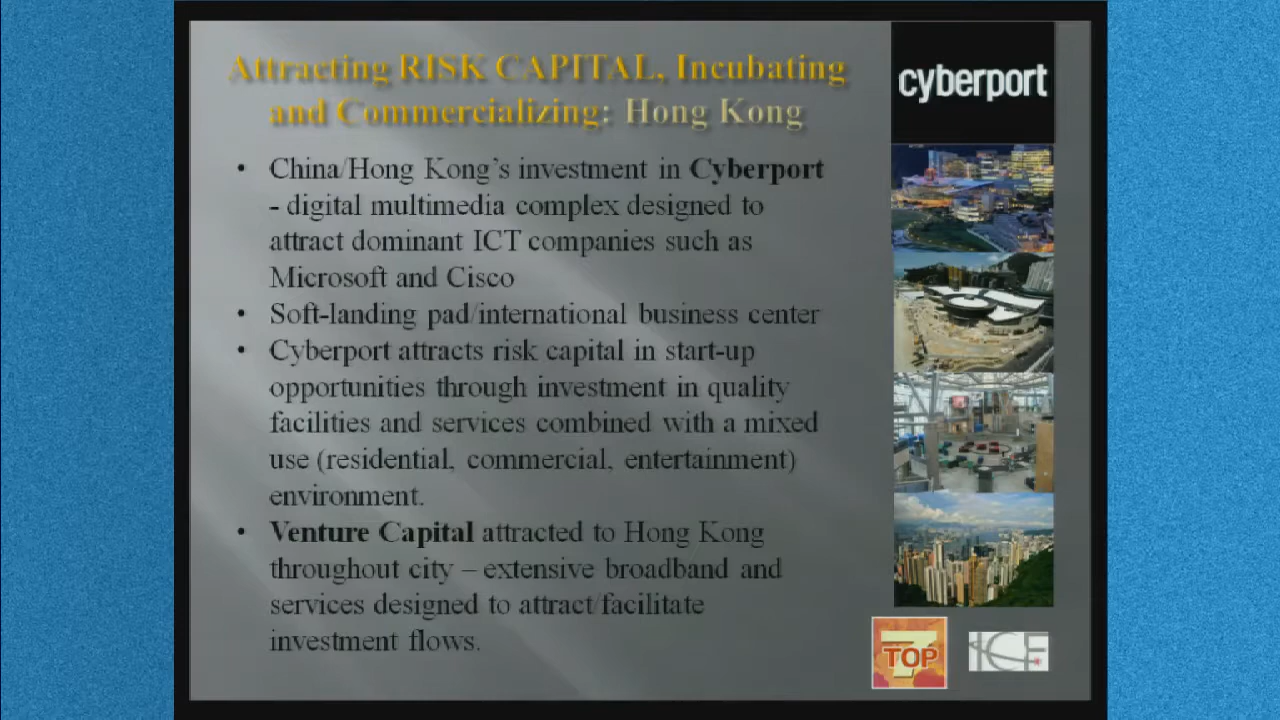 Attracting RISK CAPITAL, Incubating
and Commercializing: Hong Kong
cyberport
• China/Hong Kong's investment in Cyberport
- digital multimedia complex designed to
attract dominant ICT companies such as
Microsoft and Cisco
• Soft-landing pad/international business center
• Cyberport attracts risk capital in start-up
opportunities through investment in quality
facilities and services combined with a mixed
use (residential, commercial, entertainment)
environment.
• Venture Capital attracted to Hong Kong
throughout city – extensive broadband and
services designed to attract/facilitate
investment flows.
7
TOP
ICF